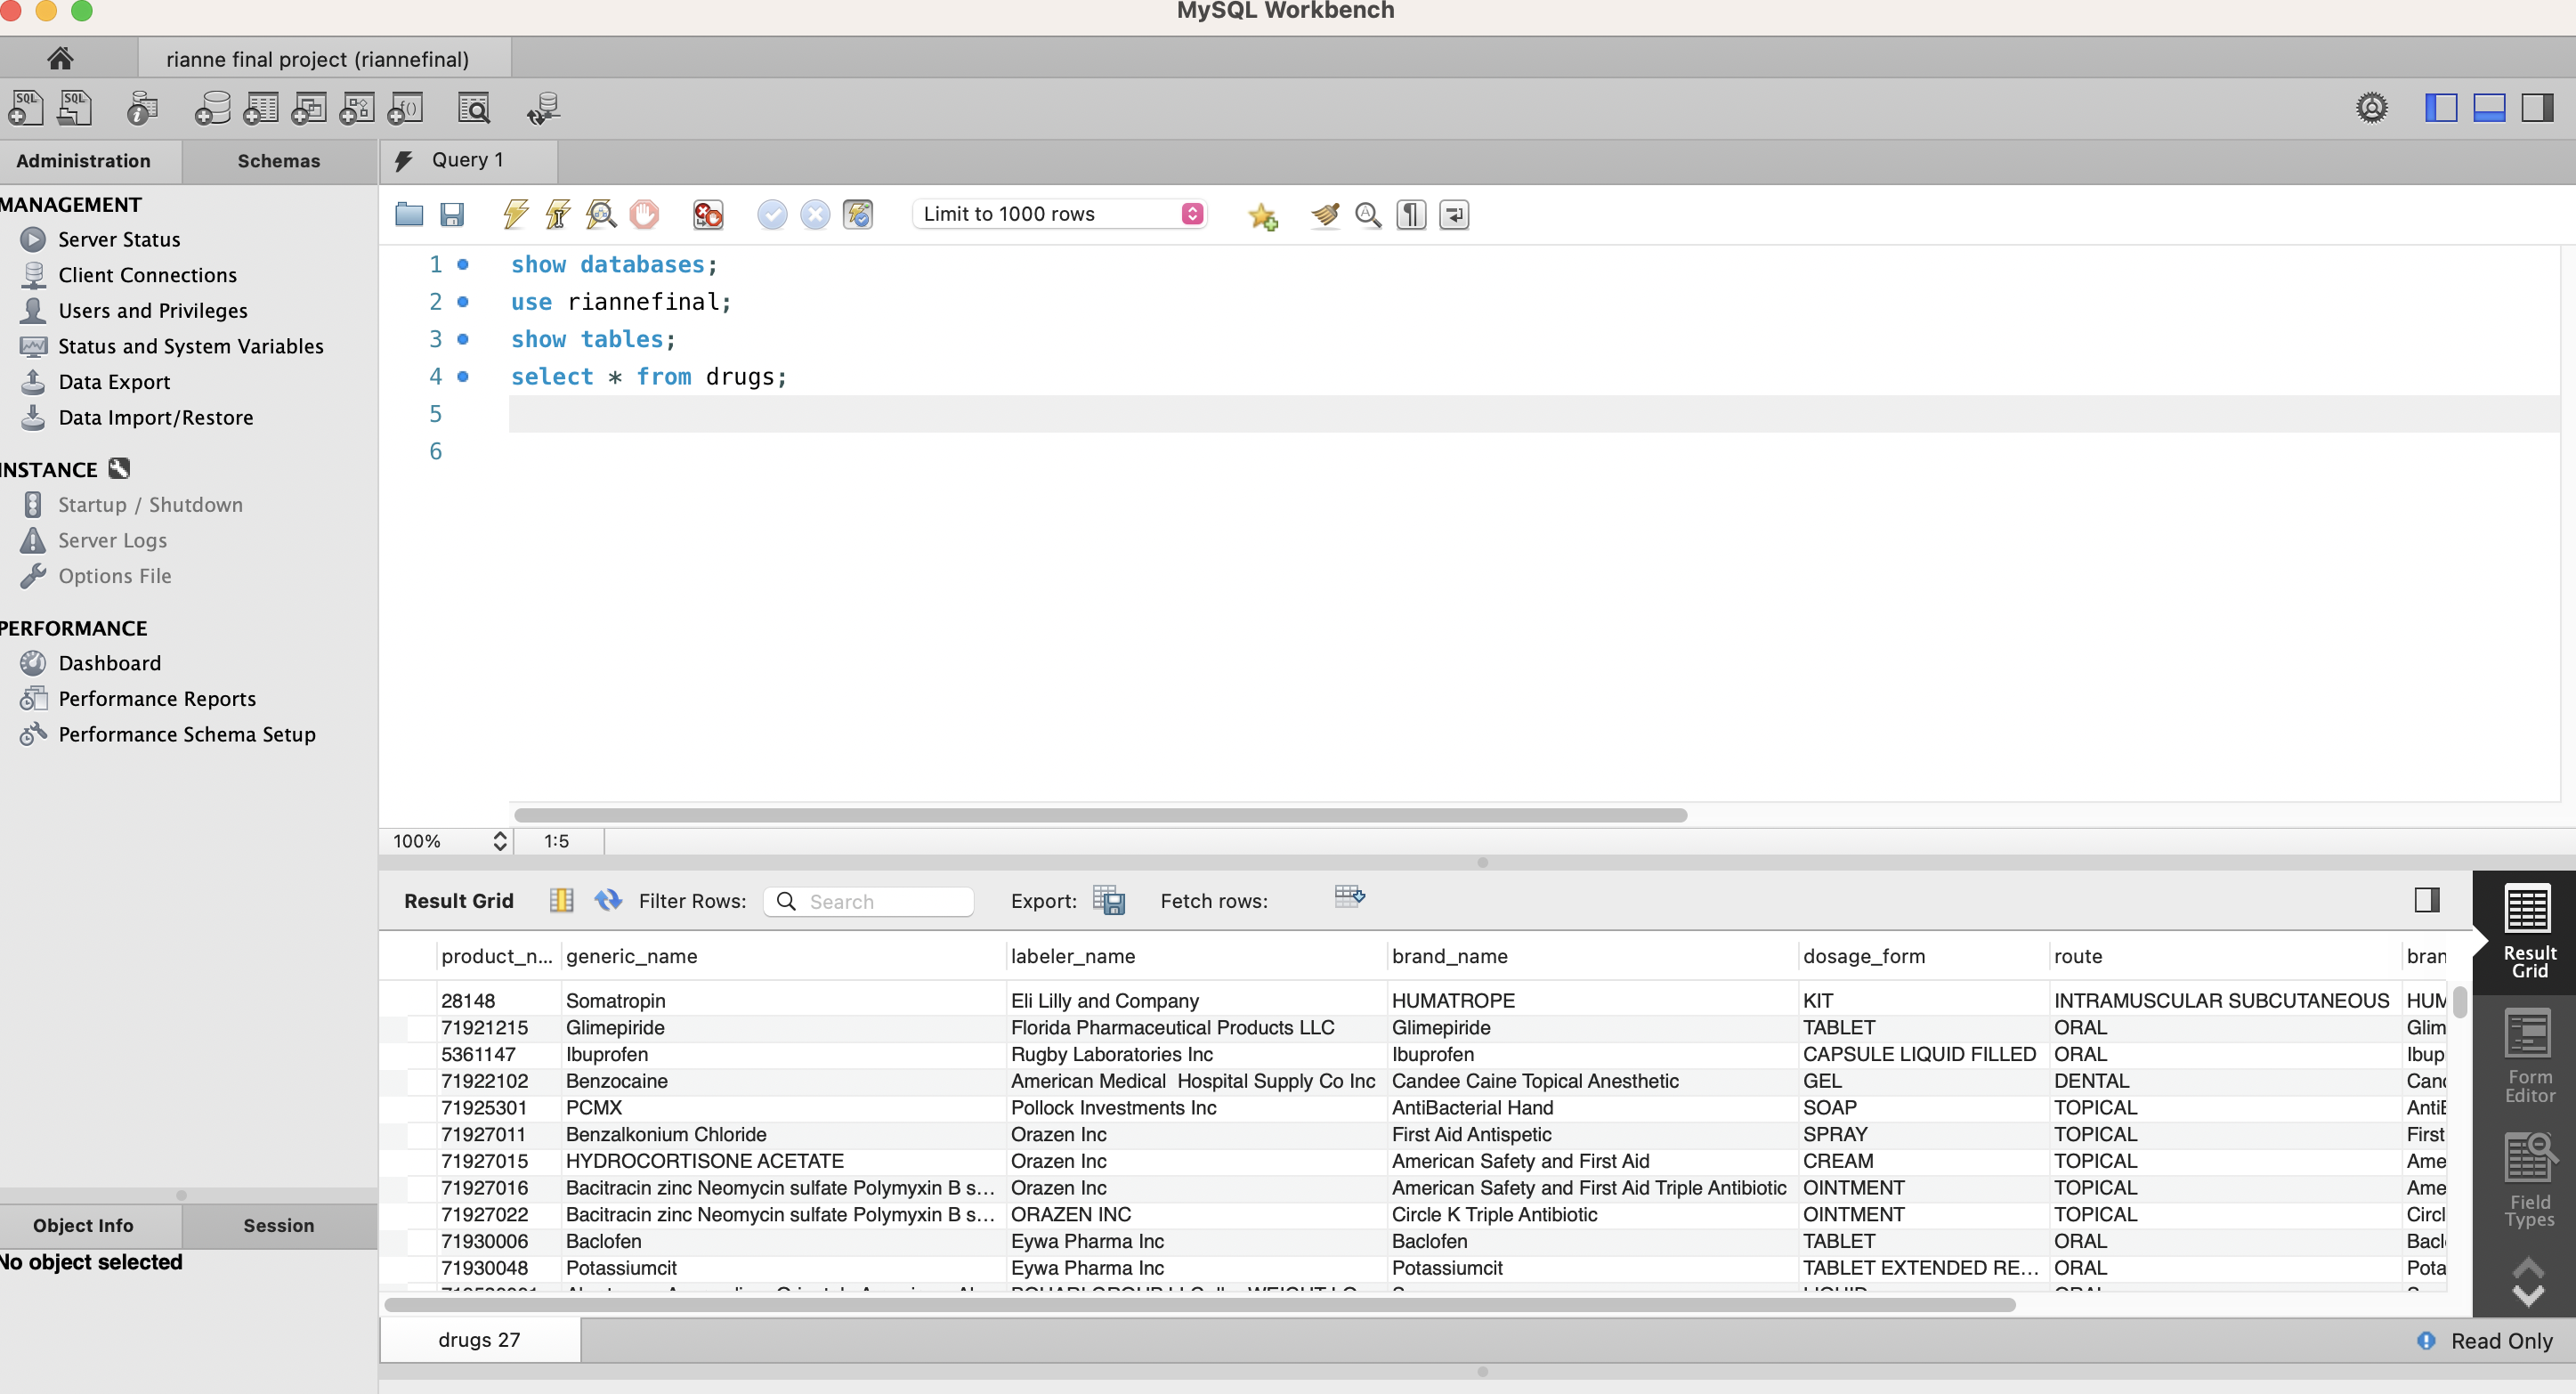 MySQL Workbench
rianne final project (riannefinal)
Administration Schemas
Query 1
MANAGEMENT
Server Status
Client Connections
Users and Privileges
Status and System Variables
Data Export
Data Import/Restore
INSTANCE
Startup / Shutdown
Server Logs
Options File
PERFORMANCE
Dashboard
Performance Reports
Performance Schema Setup
Object Info Session
No object selected
Limit to 1000 rows
1 show databases;
2 use riannefinal;
3 show tables;
4 select * from drugs;
5
6
100% 1:5
Result Grid Filter Rows: Search Export: Fetch rows:
product_n... generic_name labeler_name brand_name dosage_form route bran
28148 Somatropin Eli Lilly and Company HUMATROPE KIT INTRAMUSCULAR SUBCUTANEOUS HUM
71921215 Glimepiride Florida Pharmaceutical Products LLC Glimepiride TABLET ORAL Glim
5361147 Ibuprofen Rugby Laboratories Inc Ibuprofen CAPSULE LIQUID FILLED ORAL Ibup
71922102 Benzocaine American Medical  Hospital Supply Co Inc Candee Caine Topical Anesthetic GEL DENTAL Can
71925301 PCMX Pollock Investments Inc AntiBacterial Hand SOAP TOPICAL Anti
71927011 Benzalkonium Chloride Orazen Inc First Aid Antispetic SPRAY TOPICAL First
71927015 HYDROCORTISONE ACETATE Orazen Inc American Safety and First Aid CREAM TOPICAL Ame
71927016 Bacitracin zinc Neomycin sulfate Polymyxin B s... Orazen Inc American Safety and First Aid Triple Antibiotic OINTMENT TOPICAL Ame
71927022 Bacitracin zinc Neomycin sulfate Polymyxin B s... ORAZEN INC Circle K Triple Antibiotic OINTMENT TOPICAL Circl
71930006 Baclofen Eywa Pharma Inc Baclofen TABLET ORAL Bacl
71930048 Potassiumcit Eywa Pharma Inc Potassiumcit TABLET EXTENDED RE... ORAL Pota
Result
Grid
Form
Editor
Field
Types
drugs 27
Read Only